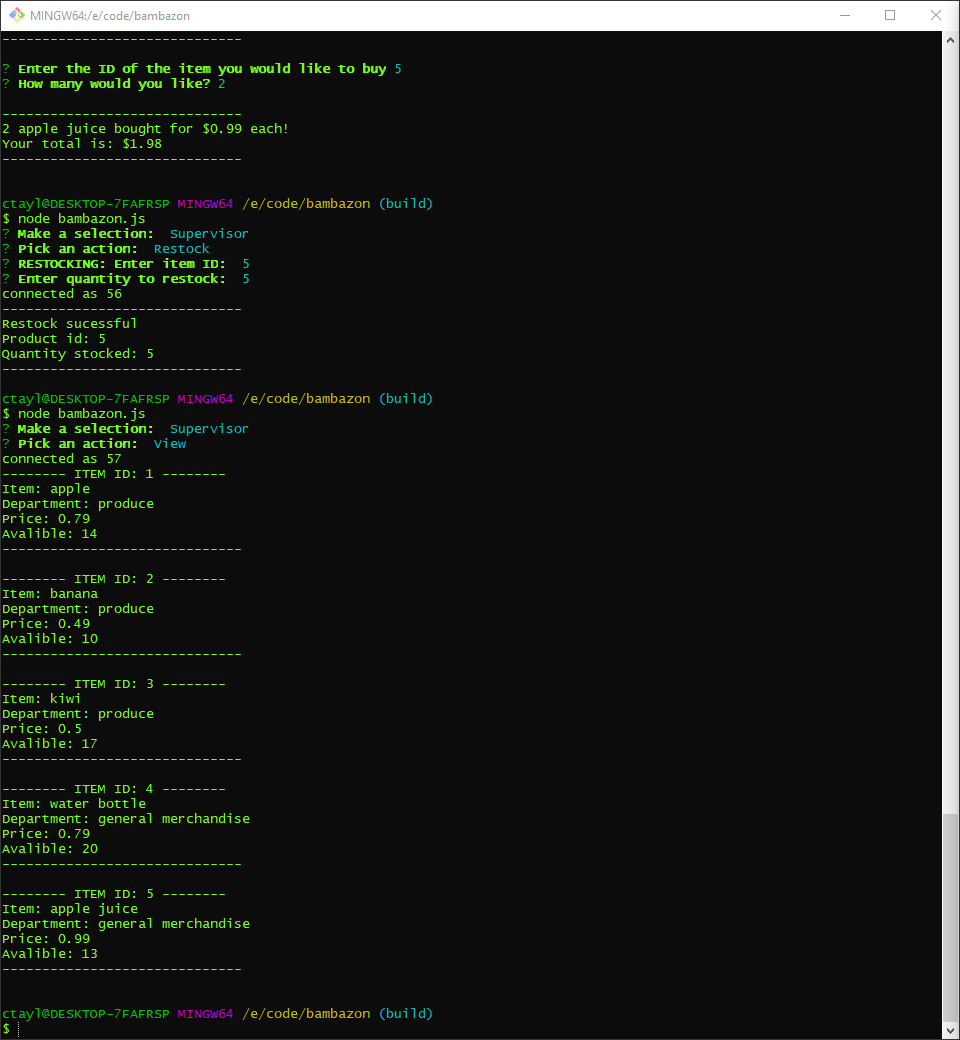 MINGW64:/e/code/bambazon
------------------------------
? Enter the ID of the item you would like to buy 5
? How many would you like? 2
------------------------------
2 apple juice bought for $0.99 each!
Your total is: $1.98
------------------------------
ctayl@DESKTOP-7FAFRSP MINGW64 /e/code/bambazon (build)
$ node bambazon.js
? Make a selection:  Supervisor
? Pick an action:  Restock
? RESTOCKING: Enter item ID:  5
? Enter quantity to restock:  5
connected as 56
------------------------------
Restock sucessful
Product id: 5
Quantity stocked: 5
------------------------------
ctayl@DESKTOP-7FAFRSP MINGW64 /e/code/bambazon (build)
$ node bambazon.js
? Make a selection:  Supervisor
? Pick an action:  View
connected as 57
-------- ITEM ID: 1 --------
Item: apple
Department: produce
Price: 0.79
Avalible: 14
------------------------------
-------- ITEM ID: 2 --------
Item: banana
Department: produce
Price: 0.49
Avalible: 10
------------------------------
-------- ITEM ID: 3 --------
Item: kiwi
Department: produce
Price: 0.5
Avalible: 17
------------------------------
-------- ITEM ID: 4 --------
Item: water bottle
Department: general merchandise
Price: 0.79
Avalible: 20
------------------------------
-------- ITEM ID: 5 --------
Item: apple juice
Department: general merchandise
Price: 0.99
Avalible: 13
------------------------------
ctayl@DESKTOP-7FAFRSP MINGW64 /e/code/bambazon (build)
$